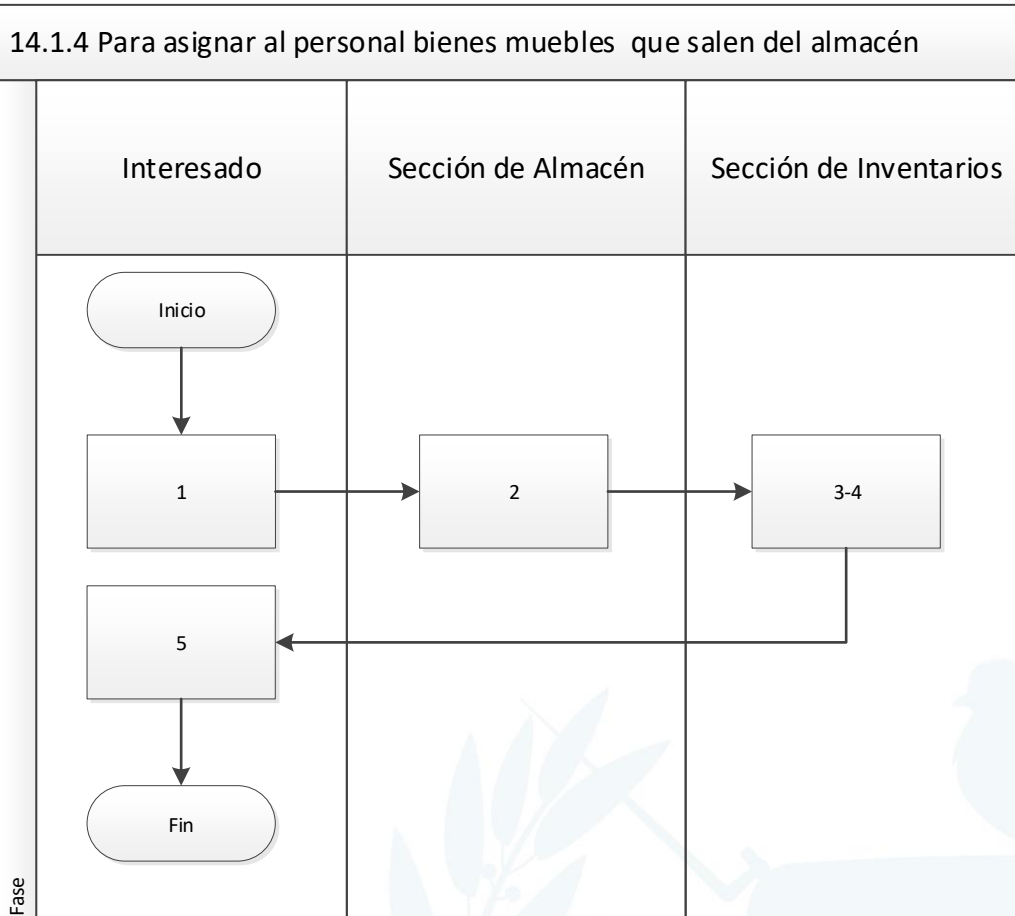 14.1.4 Para asignar al personal bienes muebles  que salen del almacén
Interesado
Sección de Almacén
Sección de Inventarios
Inicio
1
2
3-4
5
Fin
Fase